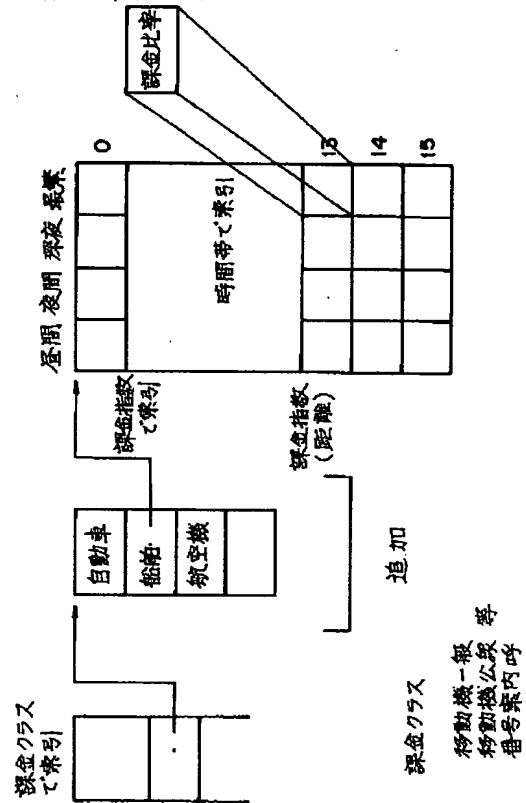 課金クラス
で索引
自動車
船舶
航空機
課金指数
で索引
昼間 夜間 深夜 最繁
時間帯で索引
0
13
14
15
課金比率
課金指数
(距離)
追加
課金クラス
移動機一般
移動機公衆 等
番号案内呼